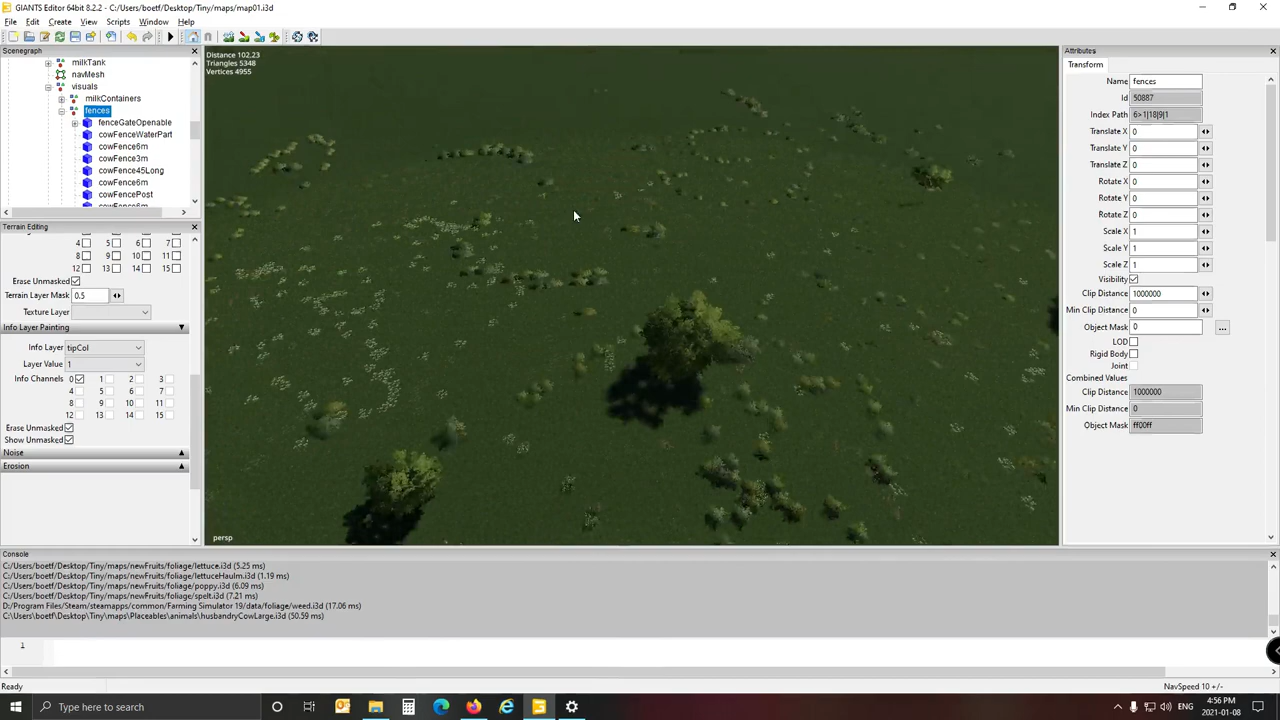 GIANTS Editor 64bit 8.2.2 - C:/Users/boetf/Desktop/Tiny/maps/map01.i3d
File Edit Create View Scripts Window Help
Scenegraph
milkTank
navMesh
visuals
milkContainers
fences
fenceGateOpenable
cowFenceWaterPart
cowFence6m
cowFence3m
cowFence45Long
cowFence6m
cowFencePost
Terrain Editing
4 5 6 7
8 9 10 11
12 13 14 15
Erase Unmasked
Terrain Layer Mask 0.5
Texture Layer
Info Layer Painting
Info Layer tipCol
Layer Value 1
Info Channels 0 1 2 3
4 5 6 7
8 9 10 11
12 13 14 15
Erase Unmasked
Show Unmasked
Noise
Erosion
Distance 102.23
Triangles 5348
Vertices 4955
persp
Attributes
Transform
Name fences
Id 50887
Index Path 6>1|18|9|1
Translate X 0
Translate Y 0
Translate Z 0
Rotate X 0
Rotate Y 0
Rotate Z 0
Scale X 1
Scale Y 1
Scale Z 1
Visibility
Clip Distance 1000000
Min Clip Distance 0
Object Mask 0 ...
LOD
Rigid Body
Joint
Combined Values
Clip Distance 1000000
Min Clip Distance 0
Object Mask ff00ff
Console
C:/Users/boetf/Desktop/Tiny/maps/newFruits/foliage/lettuce.i3d (5.25 ms)
C:/Users/boetf/Desktop/Tiny/maps/newFruits/foliage/lettuceHaulm.i3d (1.19 ms)
C:/Users/boetf/Desktop/Tiny/maps/newFruits/foliage/poppy.i3d (6.09 ms)
C:/Users/boetf/Desktop/Tiny/maps/newFruits/foliage/spelt.i3d (7.21 ms)
D:/Program Files/Steam/steamapps/common/Farming Simulator 19/data/foliage/weed.i3d (17.06 ms)
C:\Users\boetf\Desktop\Tiny\maps\Placeables\animals\husbandryCowLarge.i3d (50.59 ms)
1
Ready
NavSpeed 10 +/-
Type here to search
ENG
4:56 PM
2021-01-08